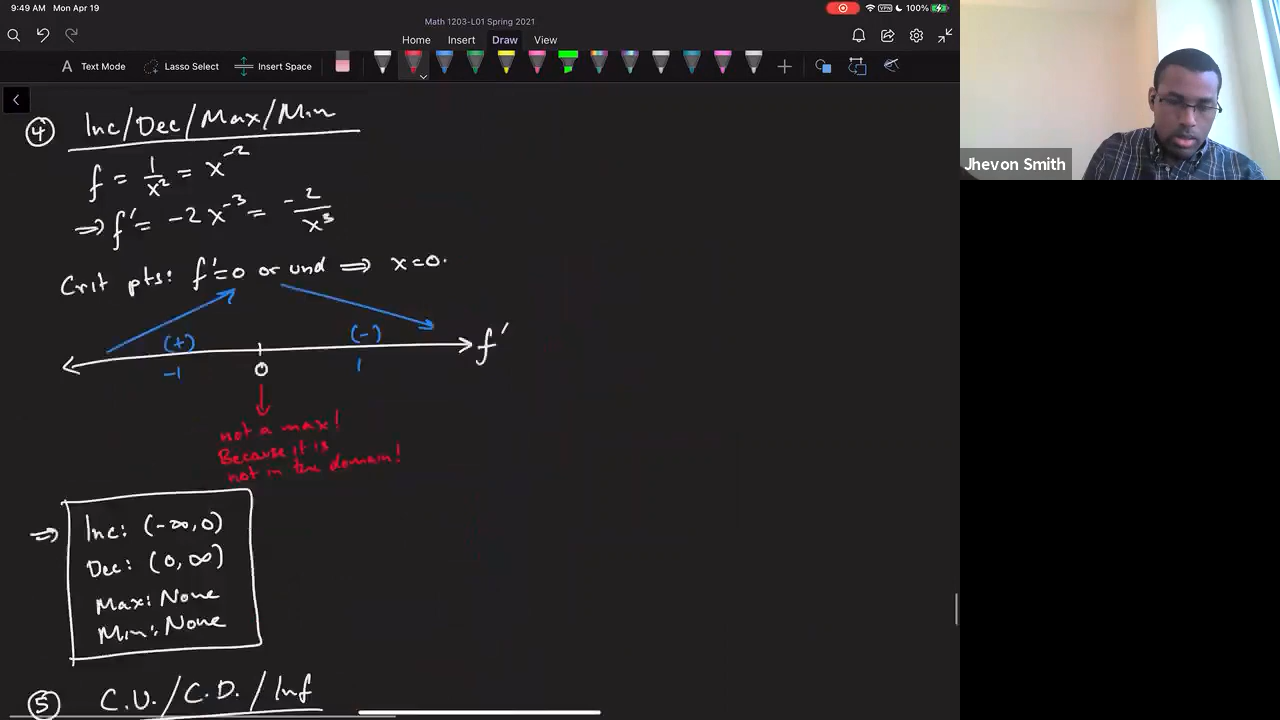 9:49 AM Mon Apr 19
VPN 100%
Math 1203-L01 Spring 2021
Home Insert Draw View
A Text Mode Lasso Select Insert Space
Jhevon Smith
④ Inc/Dec/Max/Min
f = 1/x² = x⁻²
⇒ f' = -2x⁻³ = -2/x³
Crit pts: f'=0 or und ⇒ x=0.
(+) (-)
f'
-1 0 1
not a max!
Because it is
not in the domain!
⇒ Inc: (-∞,0)
Dec: (0,∞)
Max: None
Min: None
⑤ C.U./C.D./Inf